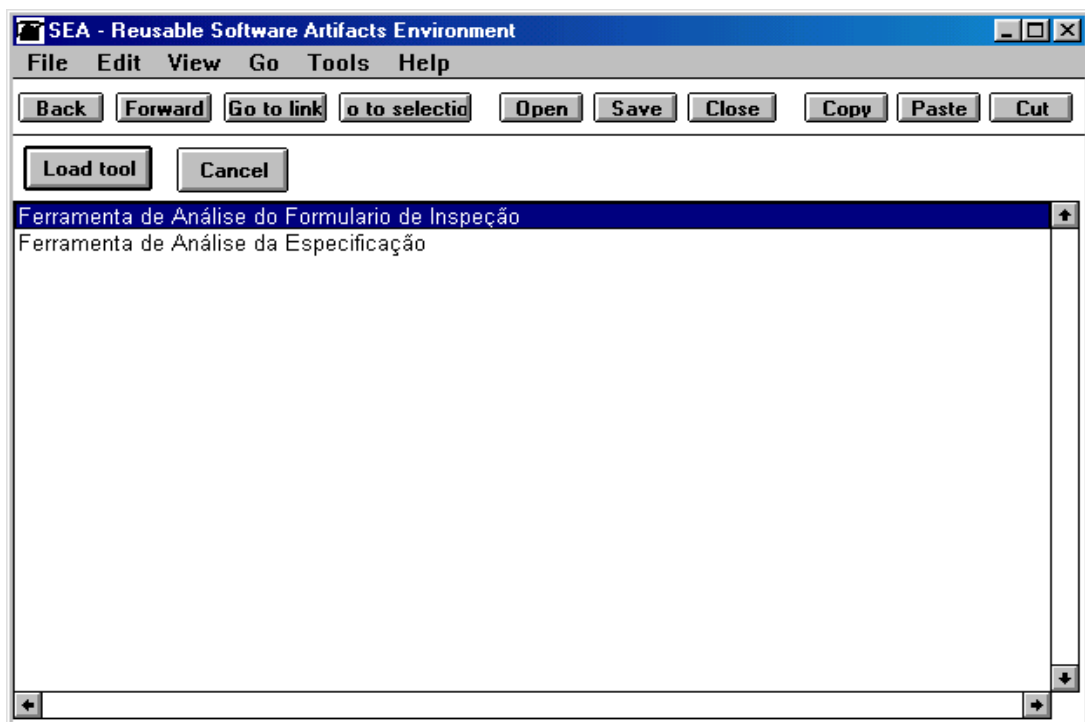 SEA - Reusable Software Artifacts Environment
File Edit View Go Tools Help
Back Forward Go to link o to selectio Open Save Close Copy Paste Cut
Load tool Cancel
Ferramenta de Análise do Formulario de Inspeção
Ferramenta de Análise da Especificação